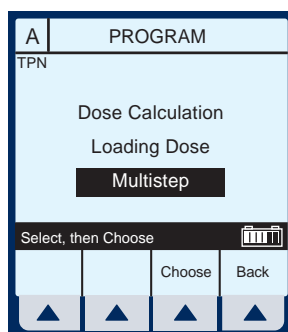 A PROGRAM
TPN
Dose Calculation
Loading Dose
Multistep
Select, then Choose
Choose Back